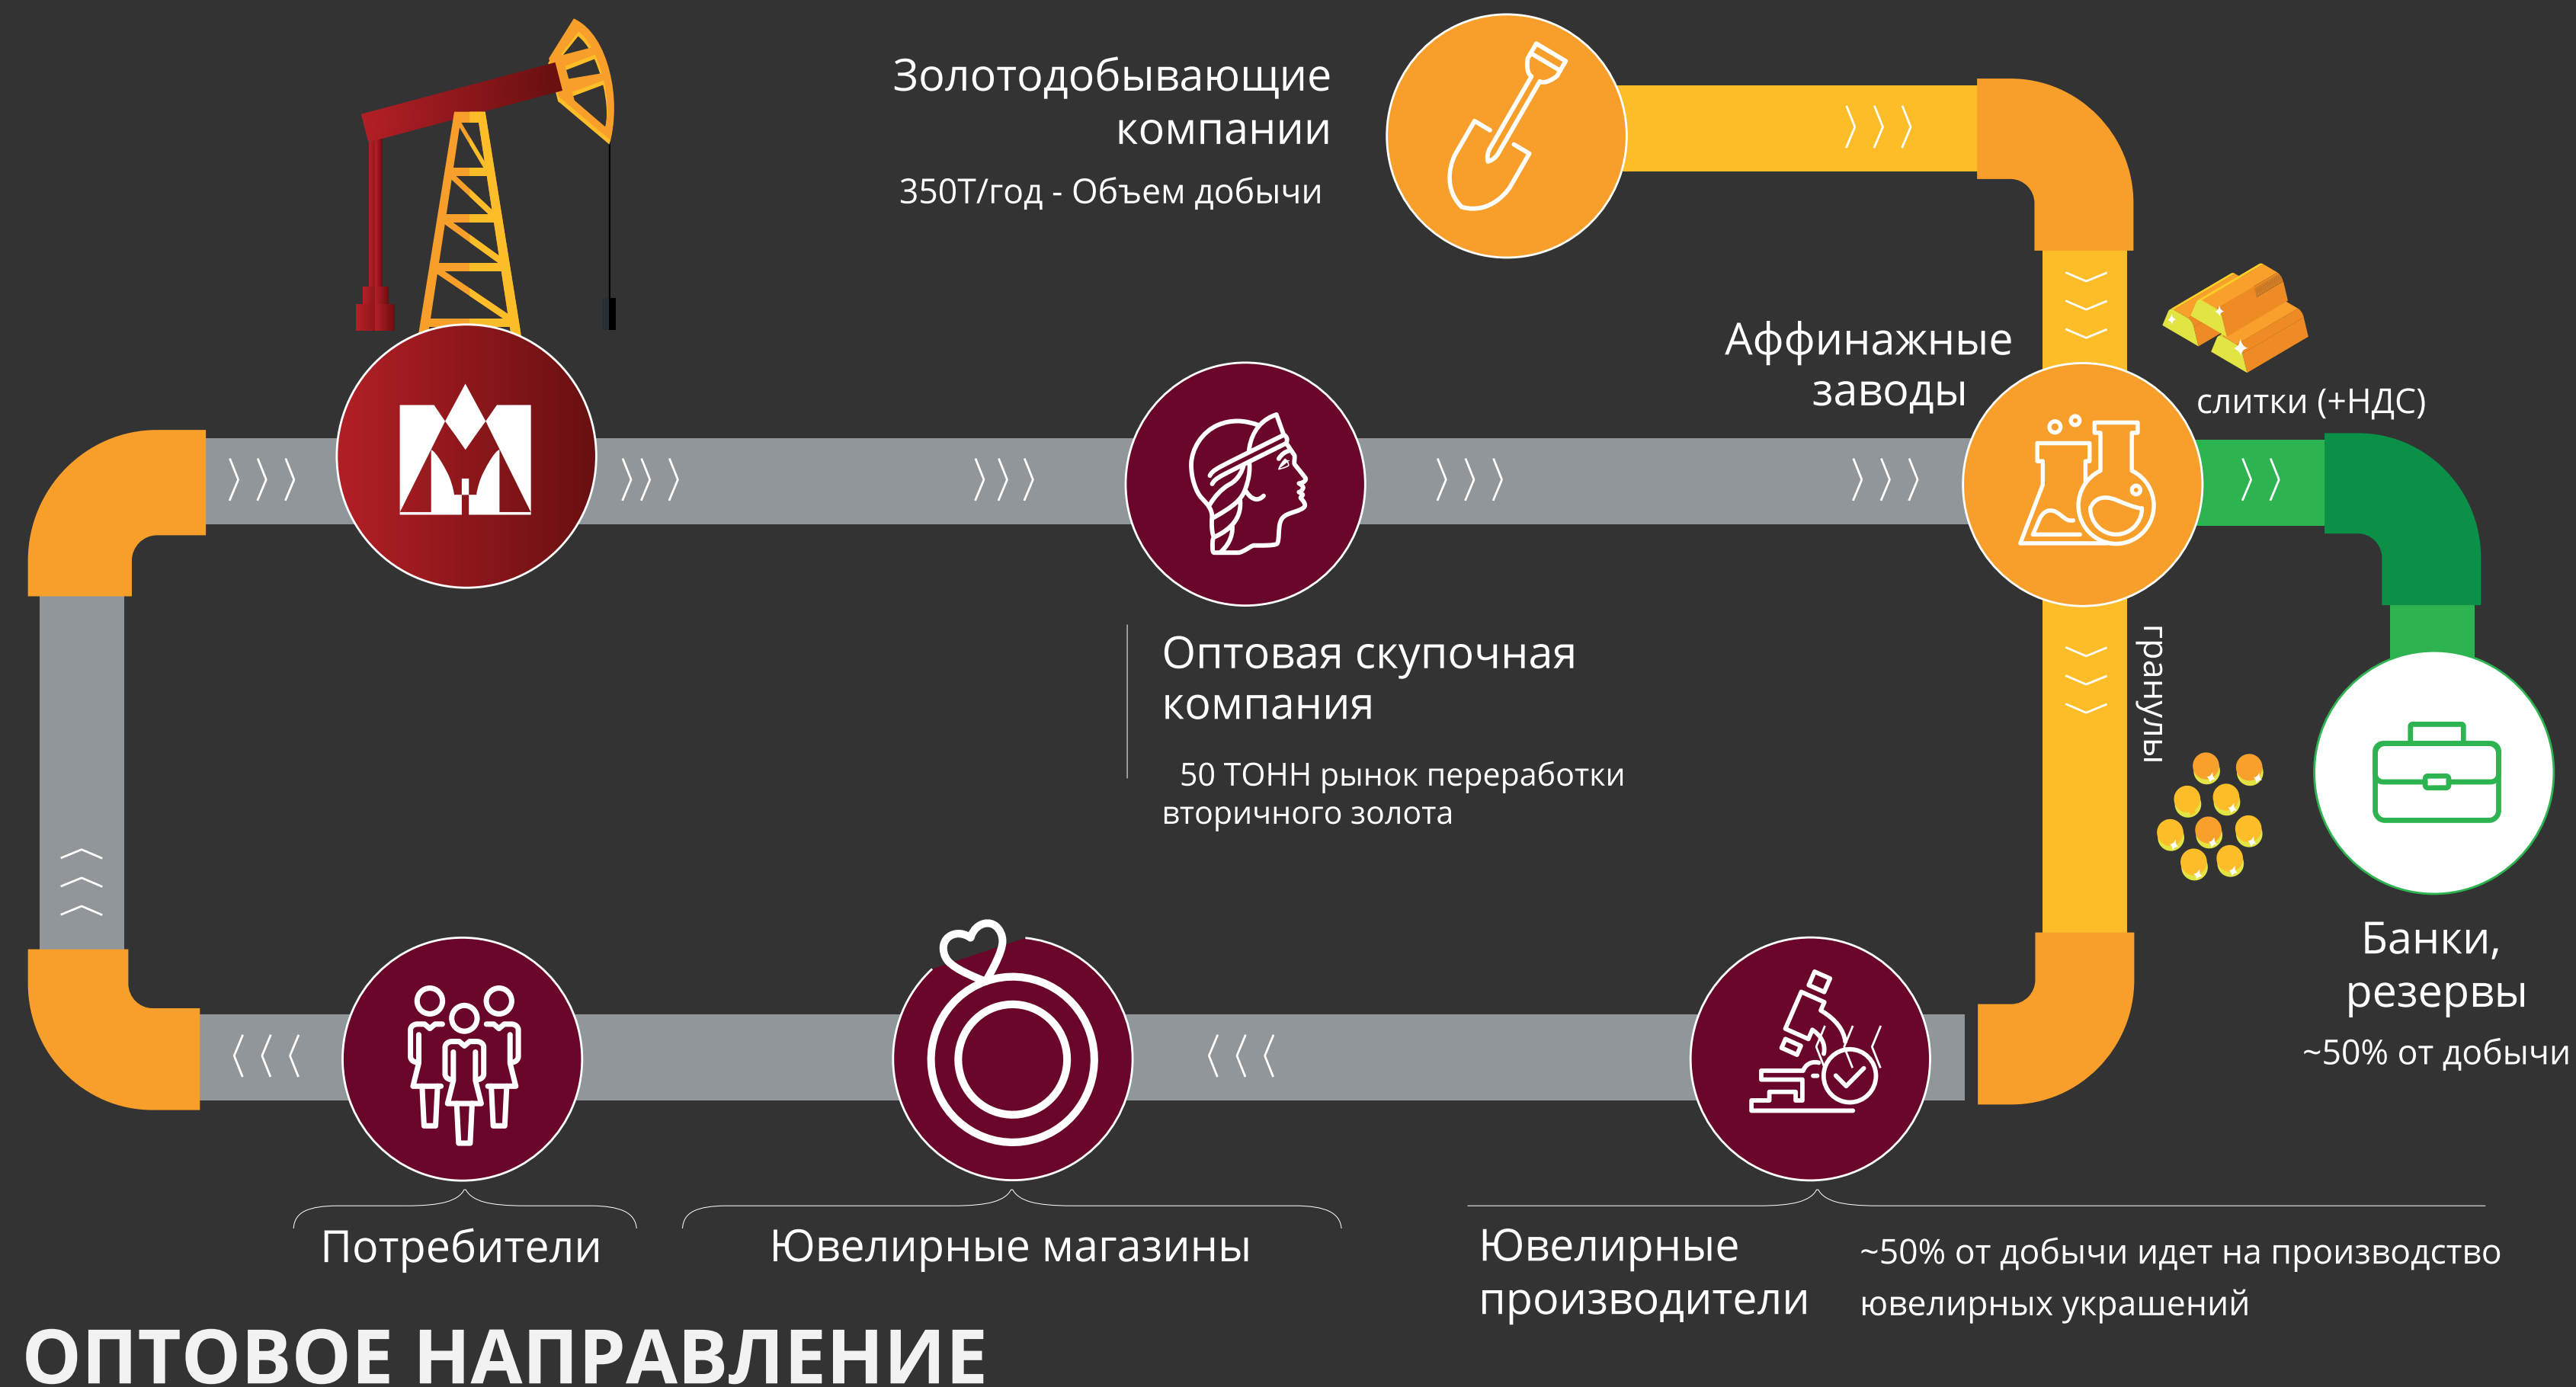 Золотодобывающие
компании
350Т/год - Объем добычи
Аффинажные
заводы
слитки (+НДС)
Оптовая скупочная
компания
50 ТОНН рынок переработки
вторичного золота
гранулы
Банки,
резервы
~50% от добычи
Потребители
Ювелирные магазины
Ювелирные
производители
~50% от добычи идет на производство
ювелирных украшений
ОПТОВОЕ НАПРАВЛЕНИЕ